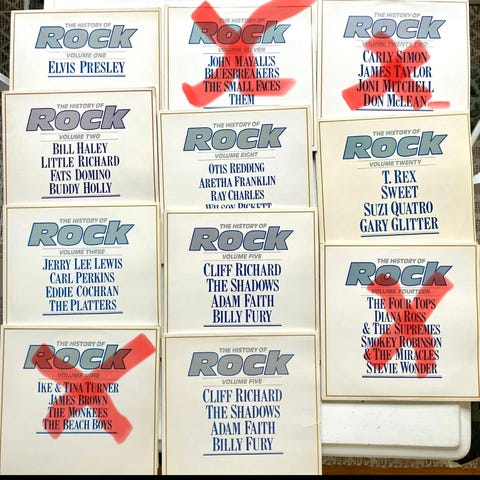 THE HISTORY OF
Rock
VOLUME ONE
ELVIS PRESLEY
THE HISTORY OF
Rock
VOLUME TWO
BILL HALEY
LITTLE RICHARD
FATS DOMINO
BUDDY HOLLY
THE HISTORY OF
Rock
VOLUME THREE
JERRY LEE LEWIS
CARL PERKINS
EDDIE COCHRAN
THE PLATTERS
THE HISTORY OF
Rock
VOLUME NINE
IKE & TINA TURNER
JAMES BROWN
THE MONKEES
THE BEACH BOYS
THE HISTORY OF
Rock
VOLUME ELEVEN
JOHN MAYALL'S
BLUESBREAKERS
THE SMALL FACES
THEM
THE HISTORY OF
Rock
VOLUME EIGHT
OTIS REDDING
ARETHA FRANKLIN
RAY CHARLES
WILSON PICKETT
THE HISTORY OF
Rock
VOLUME FIVE
CLIFF RICHARD
THE SHADOWS
ADAM FAITH
BILLY FURY
THE HISTORY OF
Rock
VOLUME FIVE
CLIFF RICHARD
THE SHADOWS
ADAM FAITH
BILLY FURY
THE HISTORY OF
Rock
CARLY SIMON
JAMES TAYLOR
JONI MITCHELL
DON MCLEAN
THE HISTORY OF
Rock
VOLUME TWENTY
T. REX
SWEET
SUZI QUATRO
GARY GLITTER
THE HISTORY OF
Rock
VOLUME FOURTEEN
THE FOUR TOPS
DIANA ROSS
& THE SUPREMES
SMOKEY ROBINSON
& THE MIRACLES
STEVIE WONDER